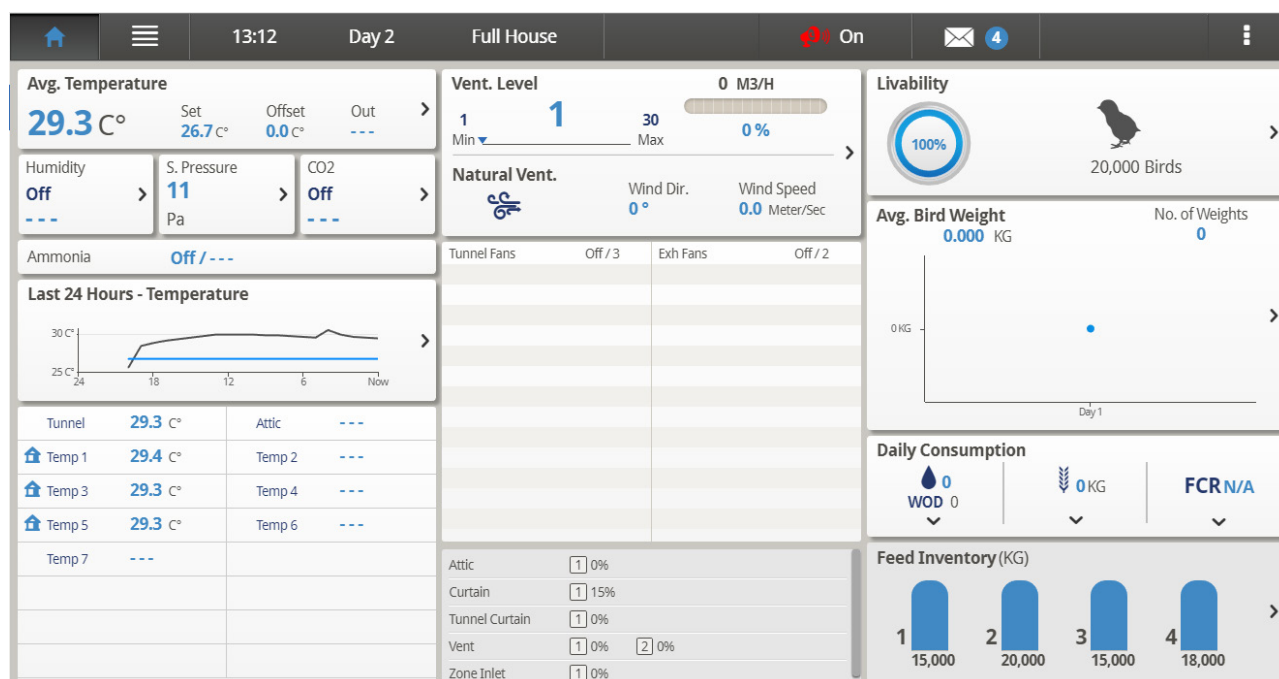 13:12 Day 2 Full House On 4
Avg. Temperature
29.3 C°
Set Offset Out
26.7 C° 0.0 C° ---
Humidity
Off
---
S. Pressure
11
Pa
CO2
Off
---
Ammonia Off / ---
Last 24 Hours - Temperature
30 C°
25 C°
24 18 12 6 Now
Tunnel 29.3 C° Attic ---
Temp 1 29.4 C° Temp 2 ---
Temp 3 29.3 C° Temp 4 ---
Temp 5 29.3 C° Temp 6 ---
Temp 7 ---
Vent. Level 0 M3/H
1 1 30
Min Max 0 %
Natural Vent.
Wind Dir. Wind Speed
0 ° 0.0 Meter/Sec
Tunnel Fans Off / 3 Exh Fans Off / 2
Attic 1 0%
Curtain 1 15%
Tunnel Curtain 1 0%
Vent 1 0% 2 0%
Zone Inlet 1 0%
Livability
100%
20,000 Birds
Avg. Bird Weight No. of Weights
0.000 KG 0
0 KG
Day 1
Daily Consumption
0 0 KG FCR N/A
WOD 0
Feed Inventory (KG)
1 2 3 4
15,000 20,000 15,000 18,000